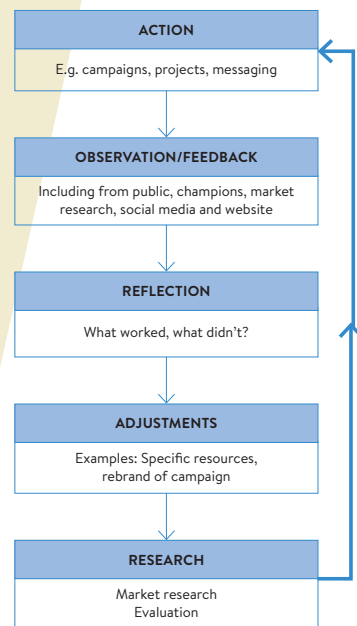 ACTION
E.g. campaigns, projects, messaging
OBSERVATION/FEEDBACK
Including from public, champions, market
research, social media and website
REFLECTION
What worked, what didn't?
ADJUSTMENTS
Examples: Specific resources,
rebrand of campaign
RESEARCH
Market research
Evaluation